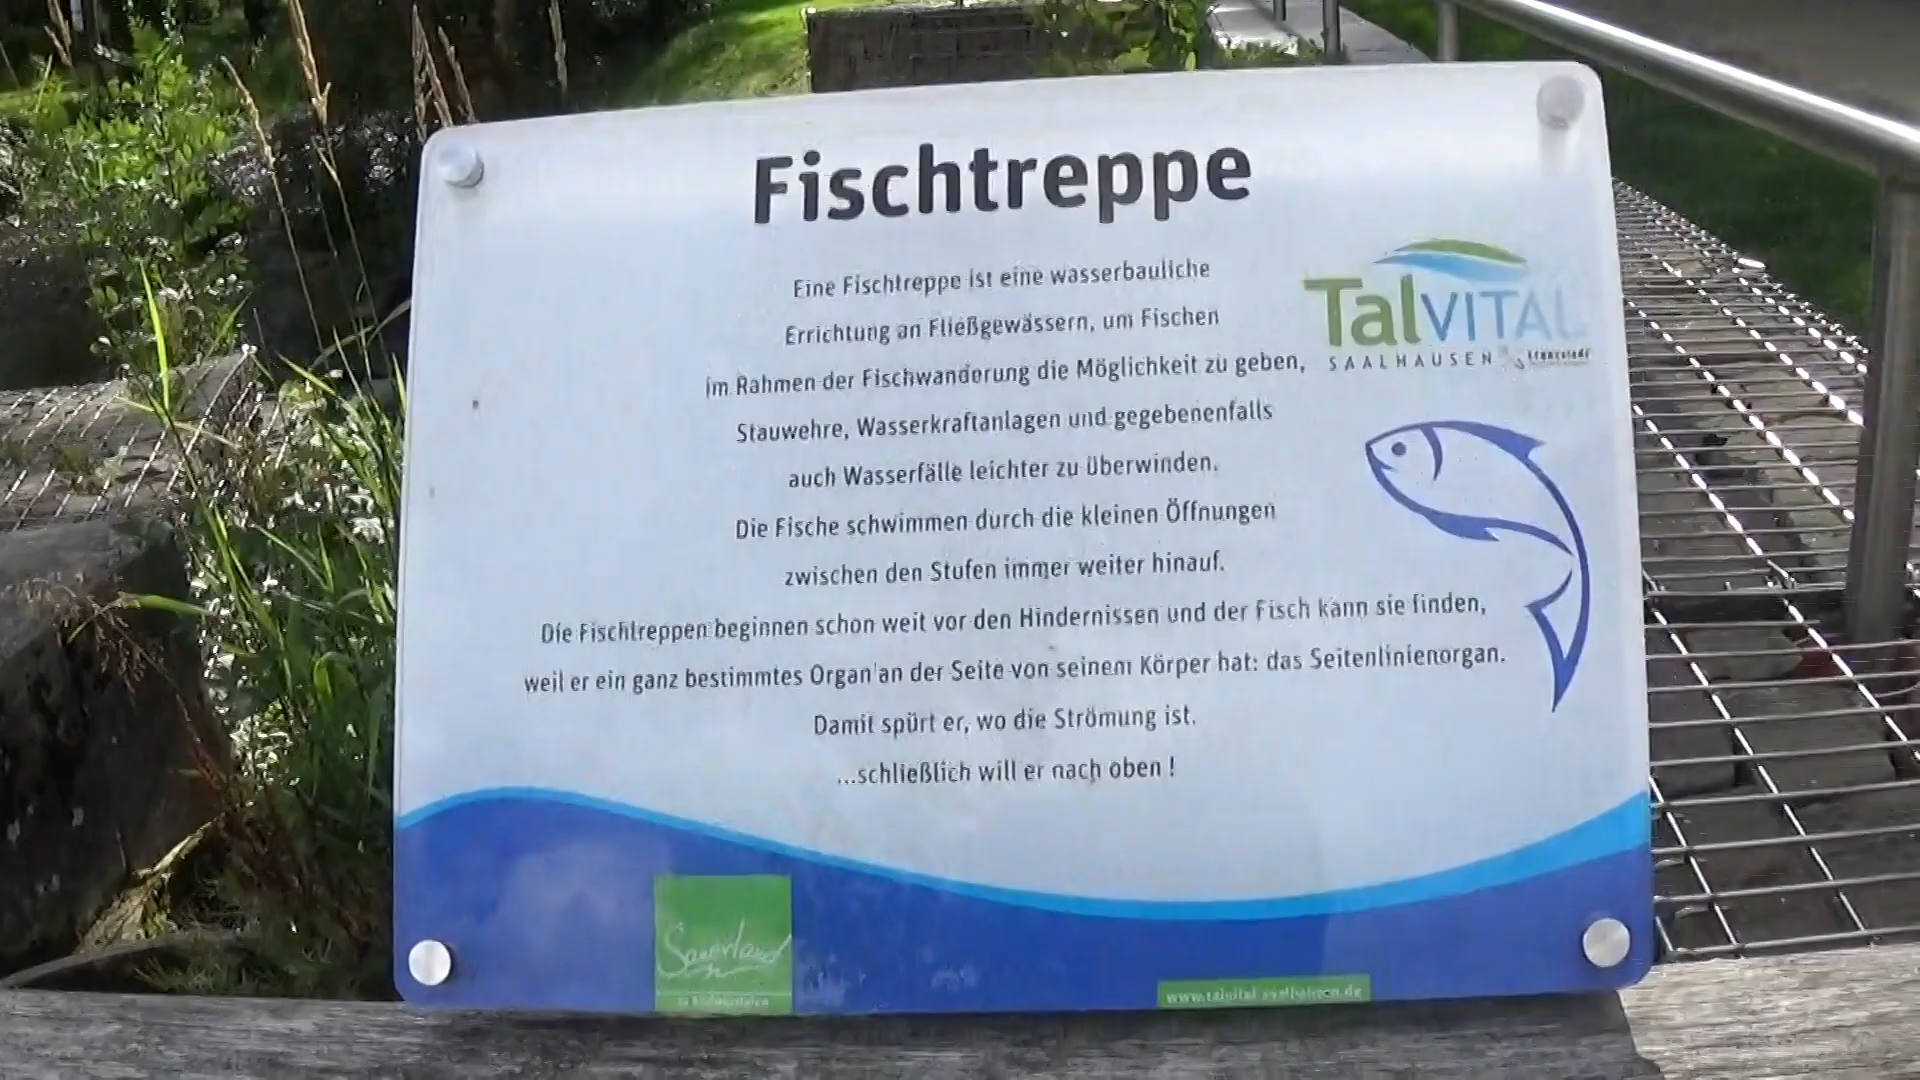 Fischtreppe
Eine Fischtreppe ist eine wasserbauliche
Errichtung an Fließgewässern, um Fischen
im Rahmen der Fischwanderung die Möglichkeit zu geben,
Stauwehre, Wasserkraftanlagen und gegebenenfalls
auch Wasserfälle leichter zu überwinden.
Die Fische schwimmen durch die kleinen Öffnungen
zwischen den Stufen immer weiter hinauf.
Die Fischtreppen beginnen schon weit vor den Hindernissen und der Fisch kann sie finden,
weil er ein ganz bestimmtes Organ an der Seite von seinem Körper hat: das Seitenlinienorgan.
Damit spürt er, wo die Strömung ist.
...schließlich will er nach oben !
TalVITAL
SAALHAUSEN
Sauerland
www.talvital-saalhausen.de